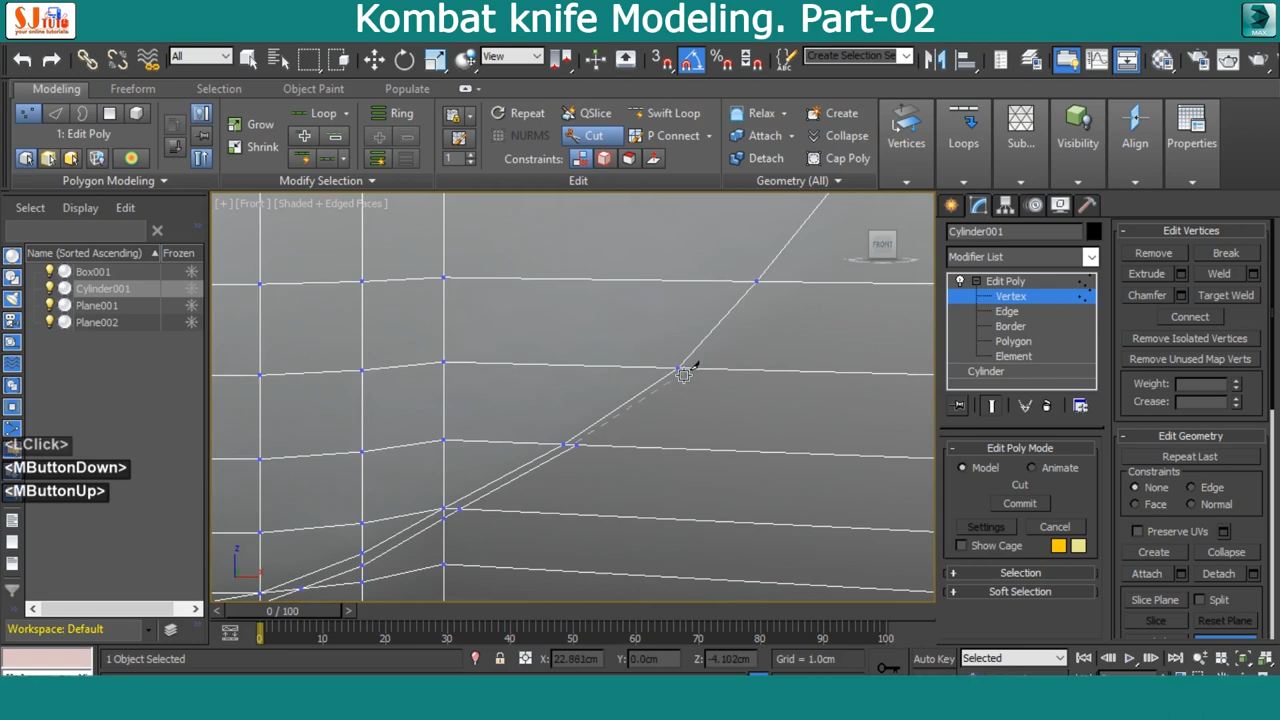 SJ TUTO
your online tutorials
Kombat knife Modeling. Part-02
MAX
All
View
Create Selection Se
Modeling Freeform Selection Object Paint Populate
1: Edit Poly
Polygon Modeling
Grow
Shrink
Loop
Ring
Modify Selection
Repeat QSlice Swift Loop
NURMS Cut P Connect
1 Constraints:
Edit
Relax Create
Attach Collapse
Detach Cap Poly
Geometry (All)
Vertices Loops Sub... Visibility Align Properties
Select Display Edit
Name (Sorted Ascending) Frozen
Box001
Cylinder001
Plane001
Plane002
[+] [Front] [Shaded + Edged Faces]
FRONT
<LClick>
<MButtonDown>
<MButtonUp>
z
x
Cylinder001
Modifier List
Edit Poly
Vertex
Edge
Border
Polygon
Element
Cylinder
Edit Poly Mode
Model Animate
Cut
Commit
Settings Cancel
Show Cage
Selection
Soft Selection
Edit Vertices
Remove Break
Extrude Weld
Chamfer Target Weld
Connect
Remove Isolated Vertices
Remove Unused Map Verts
Weight:
Crease:
Edit Geometry
Repeat Last
Constraints
None Edge
Face Normal
Preserve UVs
Create Collapse
Attach Detach
Slice Plane Split
Slice Reset Plane
0 / 100
Workspace: Default
0 10 20 30 40 50 60 70 80 90 100
1 Object Selected
X: 22.881cm Y: 0.0cm Z: -4.102cm Grid = 1.0cm
Auto Key Selected